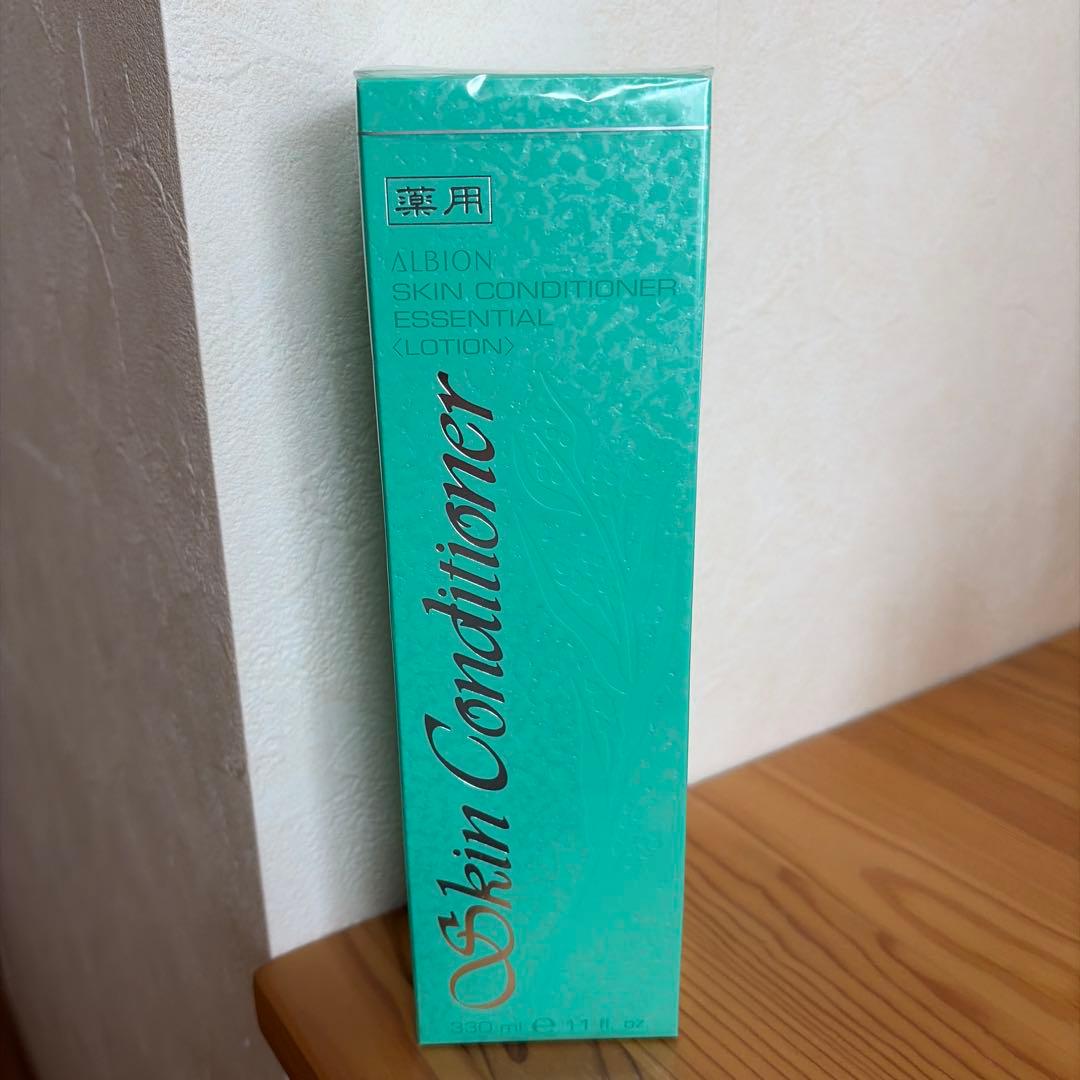 薬用
ALBION
SKIN CONDITIONER
ESSENTIAL
〈LOTION〉
Skin Conditioner
330 ml ℮ 11 fl. oz.